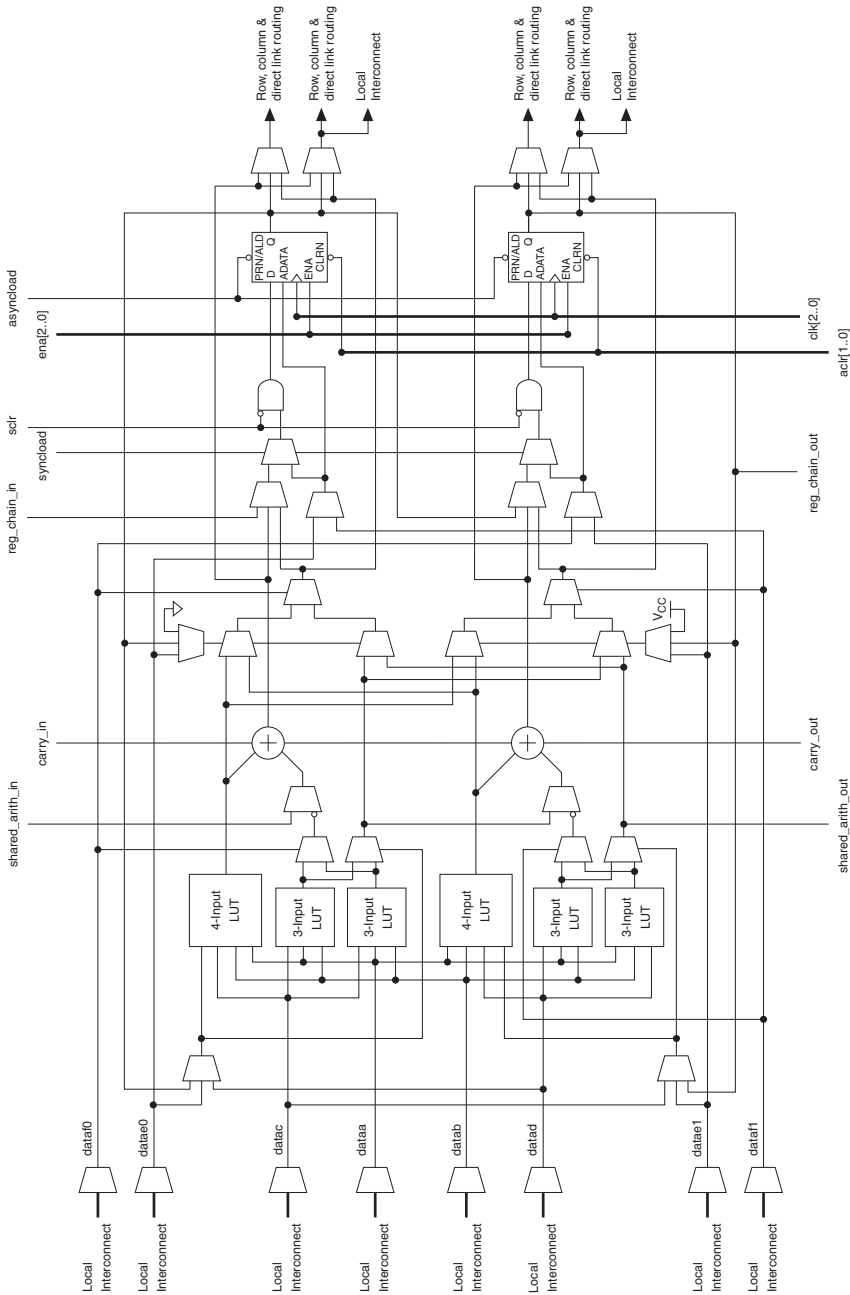 shared_arith_in
carry_in
reg_chain_in
syncload
sclr
ena[2..0]
asyncload
Row, column &
direct link routing
Row, column &
direct link routing
Local
Interconnect
Row, column &
direct link routing
Row, column &
direct link routing
Local
Interconnect
PRN/ALD
D Q
ADATA
ENA
CLRN
PRN/ALD
D Q
ADATA
ENA
CLRN
VCC
4-Input
LUT
3-Input
LUT
3-Input
LUT
4-Input
LUT
3-Input
LUT
3-Input
LUT
dataf0
datae0
datac
dataa
datab
datad
datae1
dataf1
Local
Interconnect
Local
Interconnect
Local
Interconnect
Local
Interconnect
Local
Interconnect
Local
Interconnect
Local
Interconnect
Local
Interconnect
shared_arith_out
carry_out
reg_chain_out
aclr[1..0]
clk[2..0]